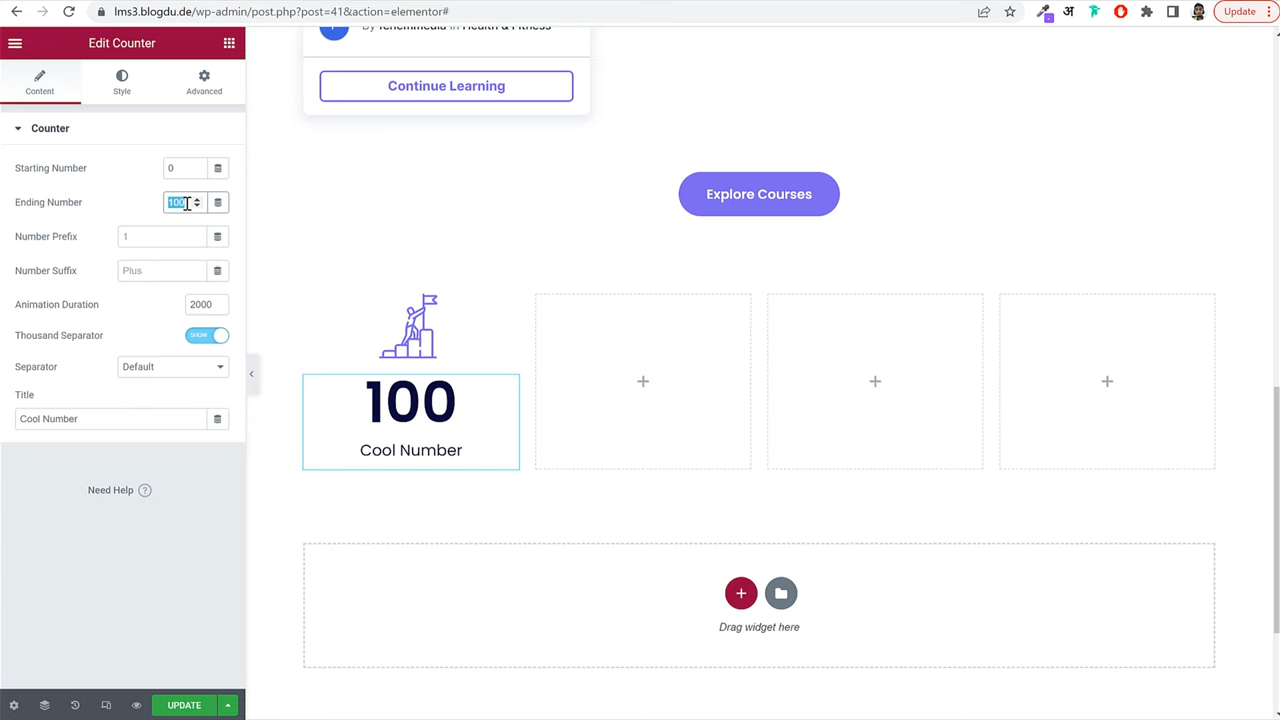 lms3.blogdu.de/wp-admin/post.php?post=41&action=elementor#
अ
Update
Edit Counter
Content
Style
Advanced
Counter
Starting Number
0
Ending Number
100
Number Prefix
1
Number Suffix
Plus
Animation Duration
2000
Thousand Separator
SHOW
Separator
Default
Title
Cool Number
Need Help ?
UPDATE
By Tenemmedia in Health & Fitness
Continue Learning
Explore Courses
100
Cool Number
Drag widget here